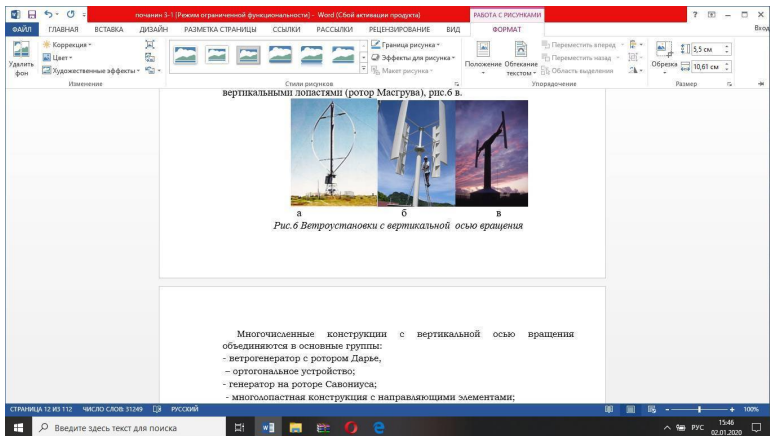 почанин 3-1 [Режим ограниченной функциональности] - Word (Сбой активации продукта)
РАБОТА С РИСУНКАМИ
ФАЙЛ ГЛАВНАЯ ВСТАВКА ДИЗАЙН РАЗМЕТКА СТРАНИЦЫ ССЫЛКИ РАССЫЛКИ РЕЦЕНЗИРОВАНИЕ ВИД ФОРМАТ Вход
Удалить фон
Коррекция
Цвет
Художественные эффекты
Изменение
Стили рисунков
Граница рисунка
Эффекты для рисунка
Макет рисунка
Положение
Обтекание текстом
Переместить вперед
Переместить назад
Область выделения
Упорядочение
Обрезка
5,5 см
10,61 см
Размер
вертикальными лопастями (ротор Масгрува), рис.6 в.
а б в
Рис.6 Ветроустановки с вертикальной осью вращения
Многочисленные конструкции с вертикальной осью вращения
объединяются в основные группы:
- ветрогенератор с ротором Дарье,
– ортогональное устройство;
- генератор на роторе Савониуса;
- многолопастная конструкция с направляющими элементами;
СТРАНИЦА 12 ИЗ 112 ЧИСЛО СЛОВ: 31249 РУССКИЙ 100%
Введите здесь текст для поиска
РУС
15:46
02.01.2020